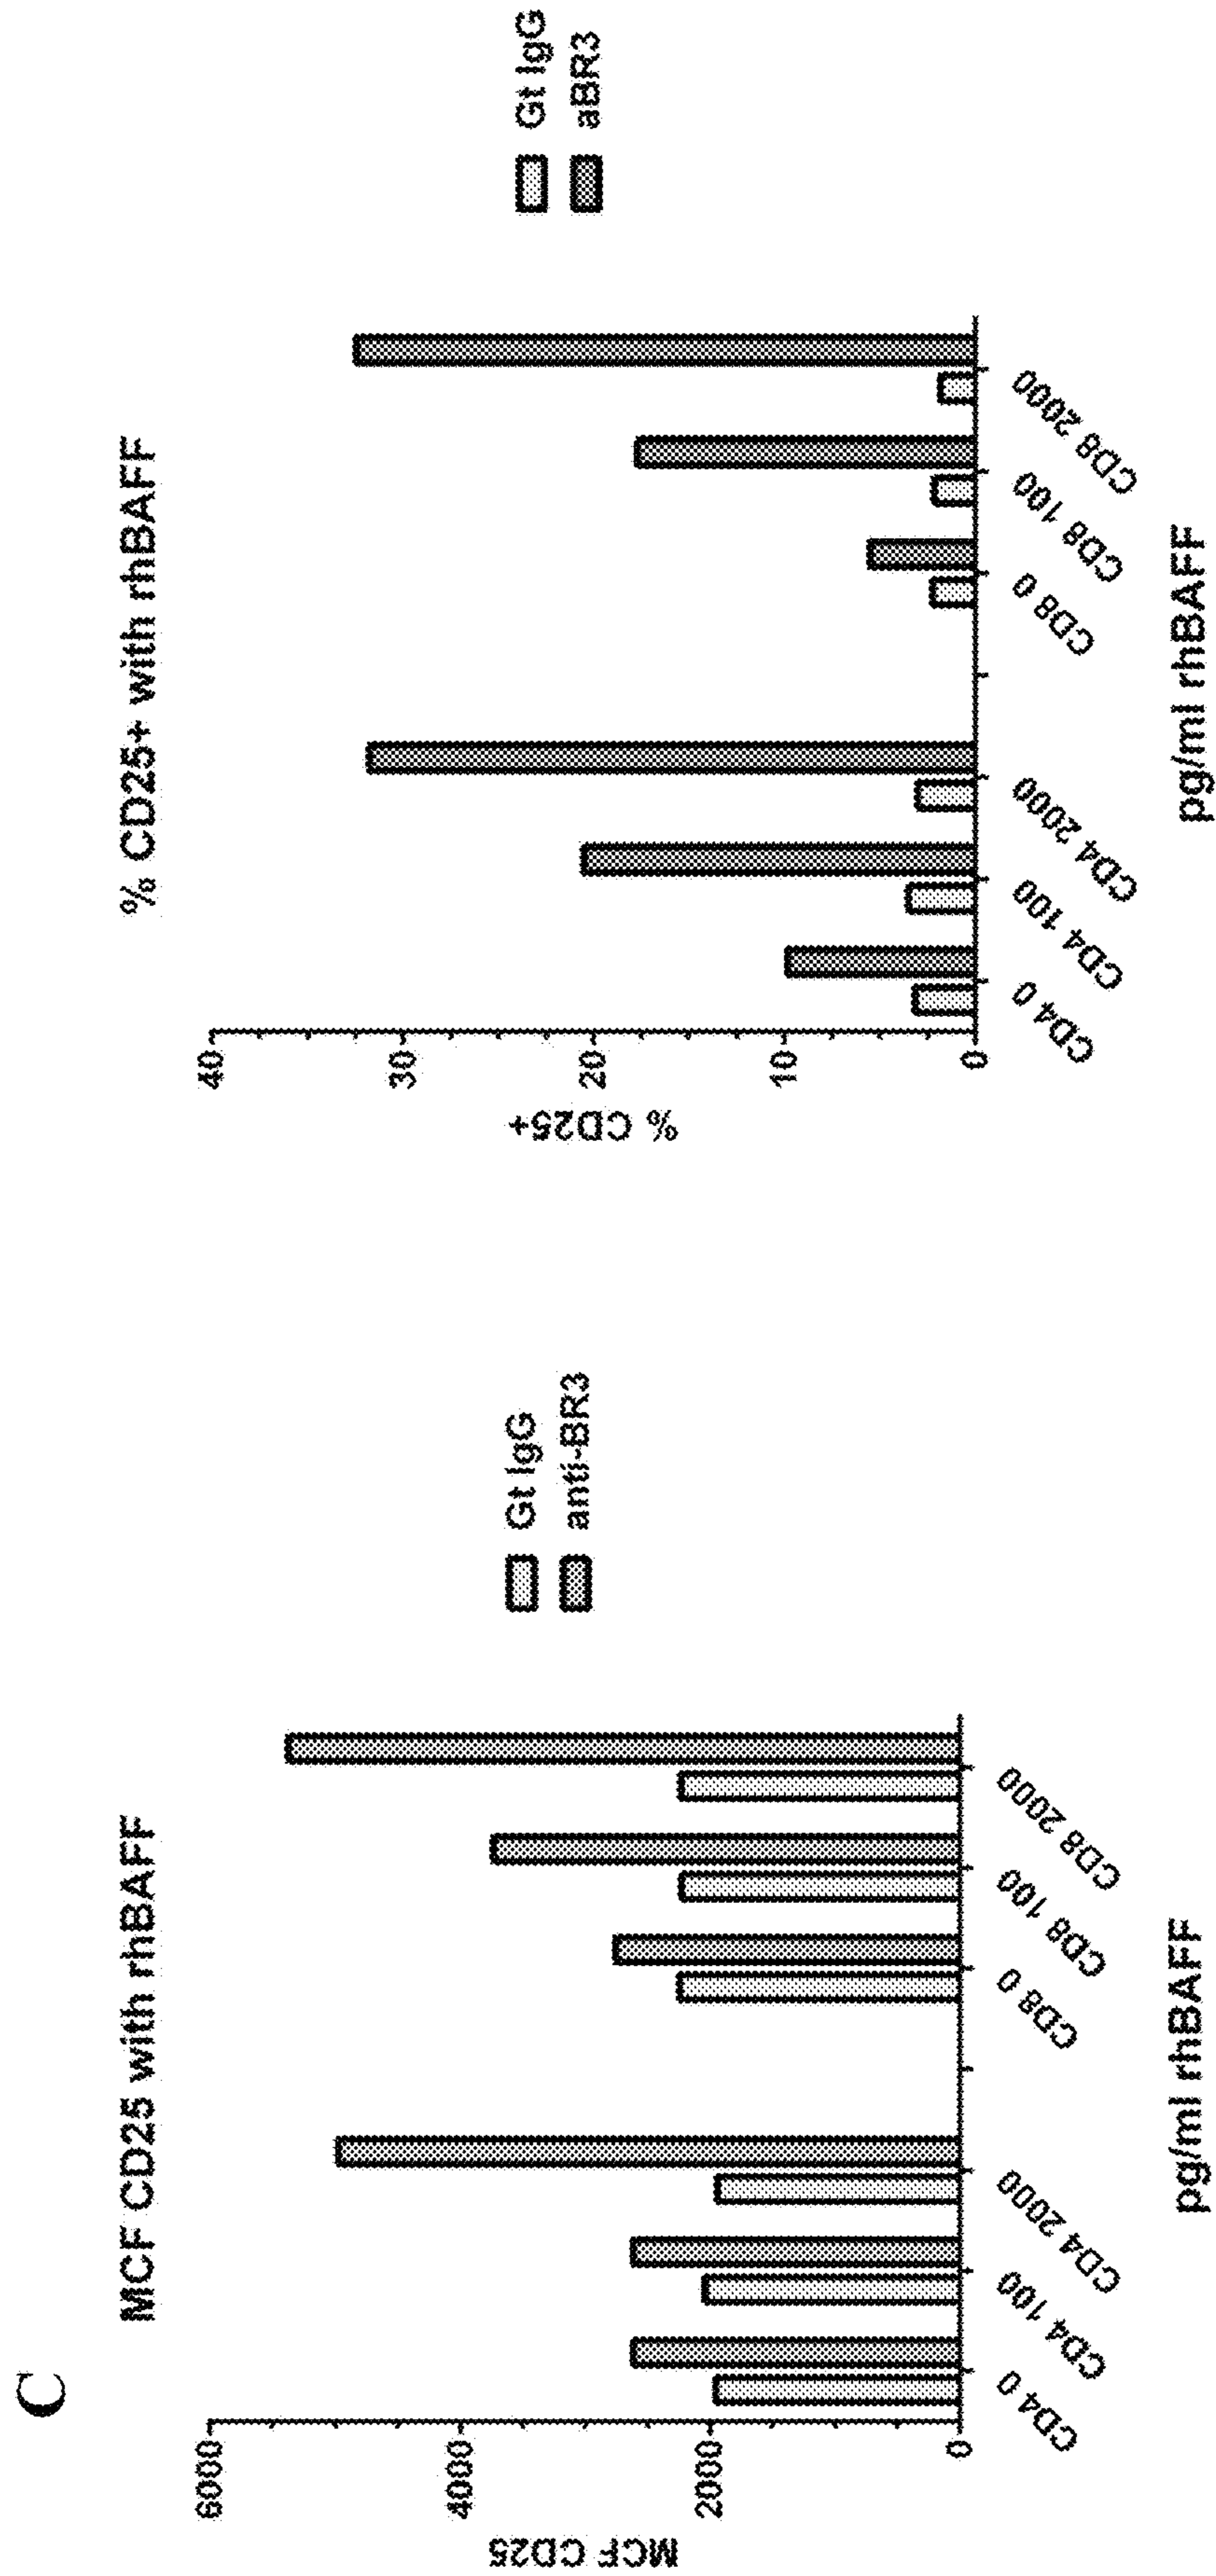 C
MCF CD25 with rhBAFF
MCF CD25
6000
4000
2000
0
CD4 0
CD4 100
CD4 2000
CD8 0
CD8 100
CD8 2000
pg/ml rhBAFF
Gt IgG
anti-BR3
% CD25+ with rhBAFF
% CD25+
40
30
20
10
0
CD4 0
CD4 100
CD4 2000
CD8 0
CD8 100
CD8 2000
pg/ml rhBAFF
Gt IgG
aBR3